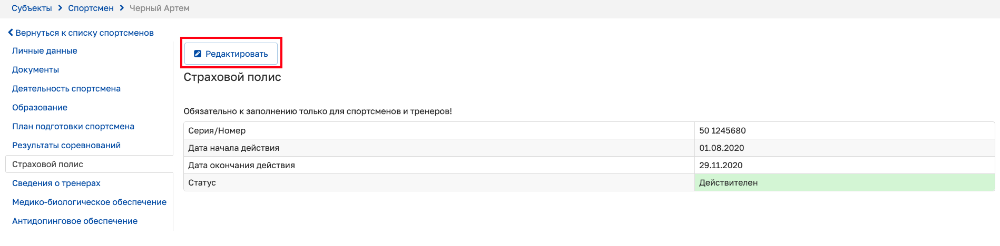 Субъекты > Спортсмен > Черный Артем
Вернуться к списку спортсменов
Личные данные
Документы
Деятельность спортсмена
Образование
План подготовки спортсмена
Результаты соревнований
Страховой полис
Сведения о тренерах
Медико-биологическое обеспечение
Антидопинговое обеспечение
Редактировать
Страховой полис
Обязательно к заполнению только для спортсменов и тренеров!
Серия/Номер 50 1245680
Дата начала действия 01.08.2020
Дата окончания действия 29.11.2020
Статус Действителен